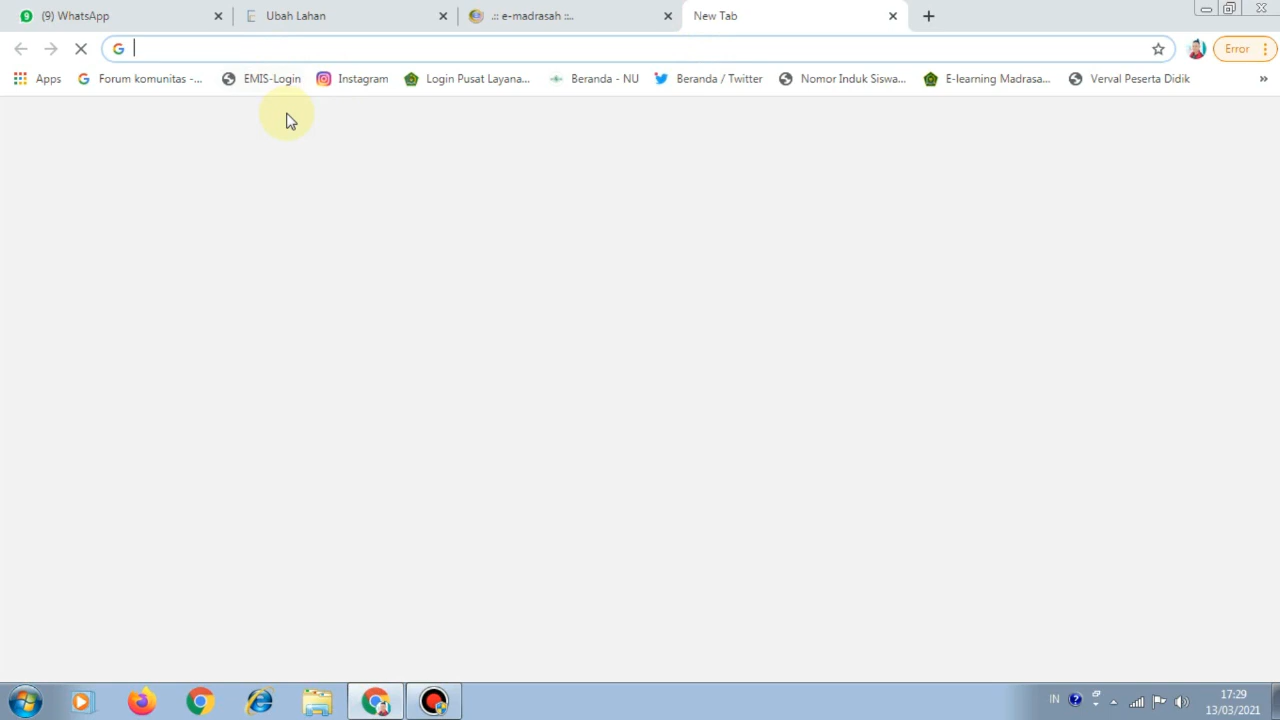 9 (9) WhatsApp
Ubah Lahan
.:: e-madrasah ::..
New Tab
G
Error
Apps
G Forum komunitas -...
EMIS-Login
Instagram
Login Pusat Layana...
Beranda - NU
Beranda / Twitter
Nomor Induk Siswa...
E-learning Madrasa...
Verval Peserta Didik
»
IN
17:29
13/03/2021